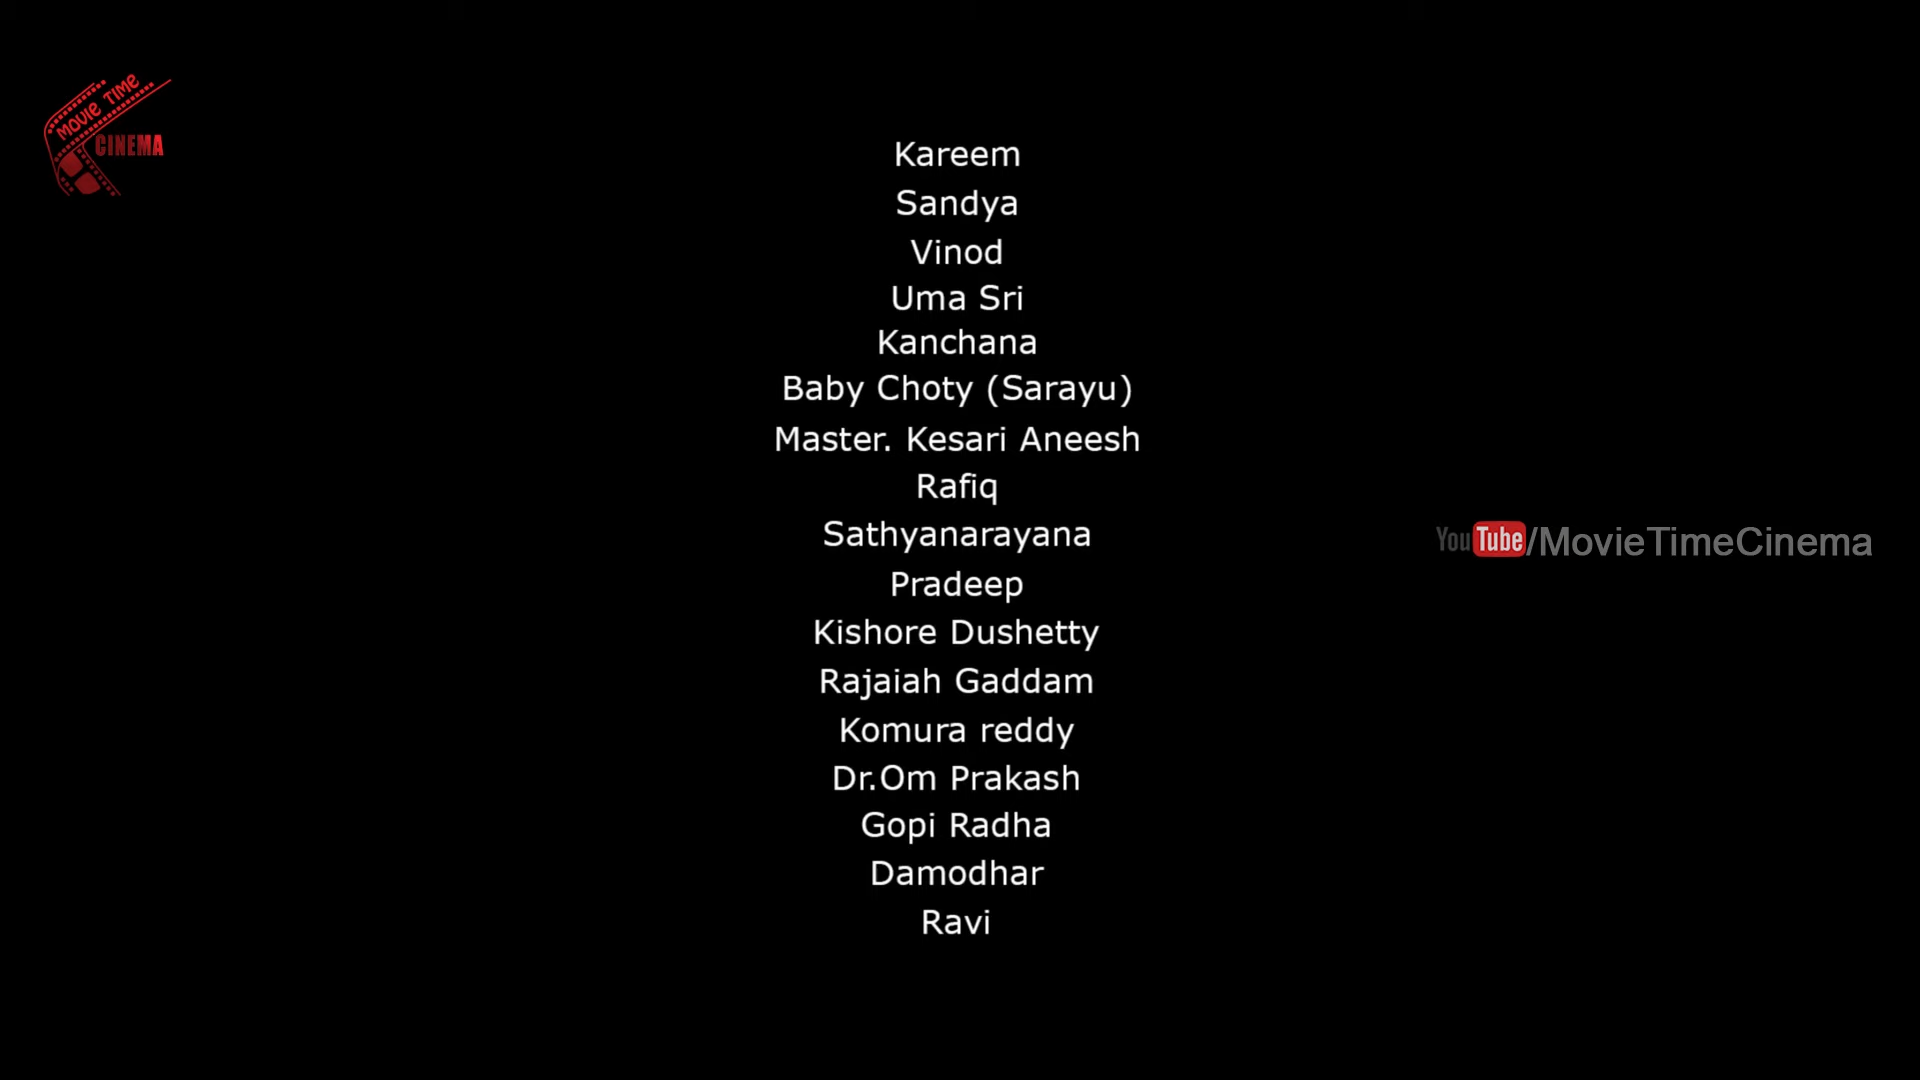 MOVIE TIME
CINEMA
Kareem
Sandya
Vinod
Uma Sri
Kanchana
Baby Choty (Sarayu)
Master. Kesari Aneesh
Rafiq
Sathyanarayana
Pradeep
Kishore Dushetty
Rajaiah Gaddam
Komura reddy
Dr.Om Prakash
Gopi Radha
Damodhar
Ravi
YouTube/MovieTimeCinema